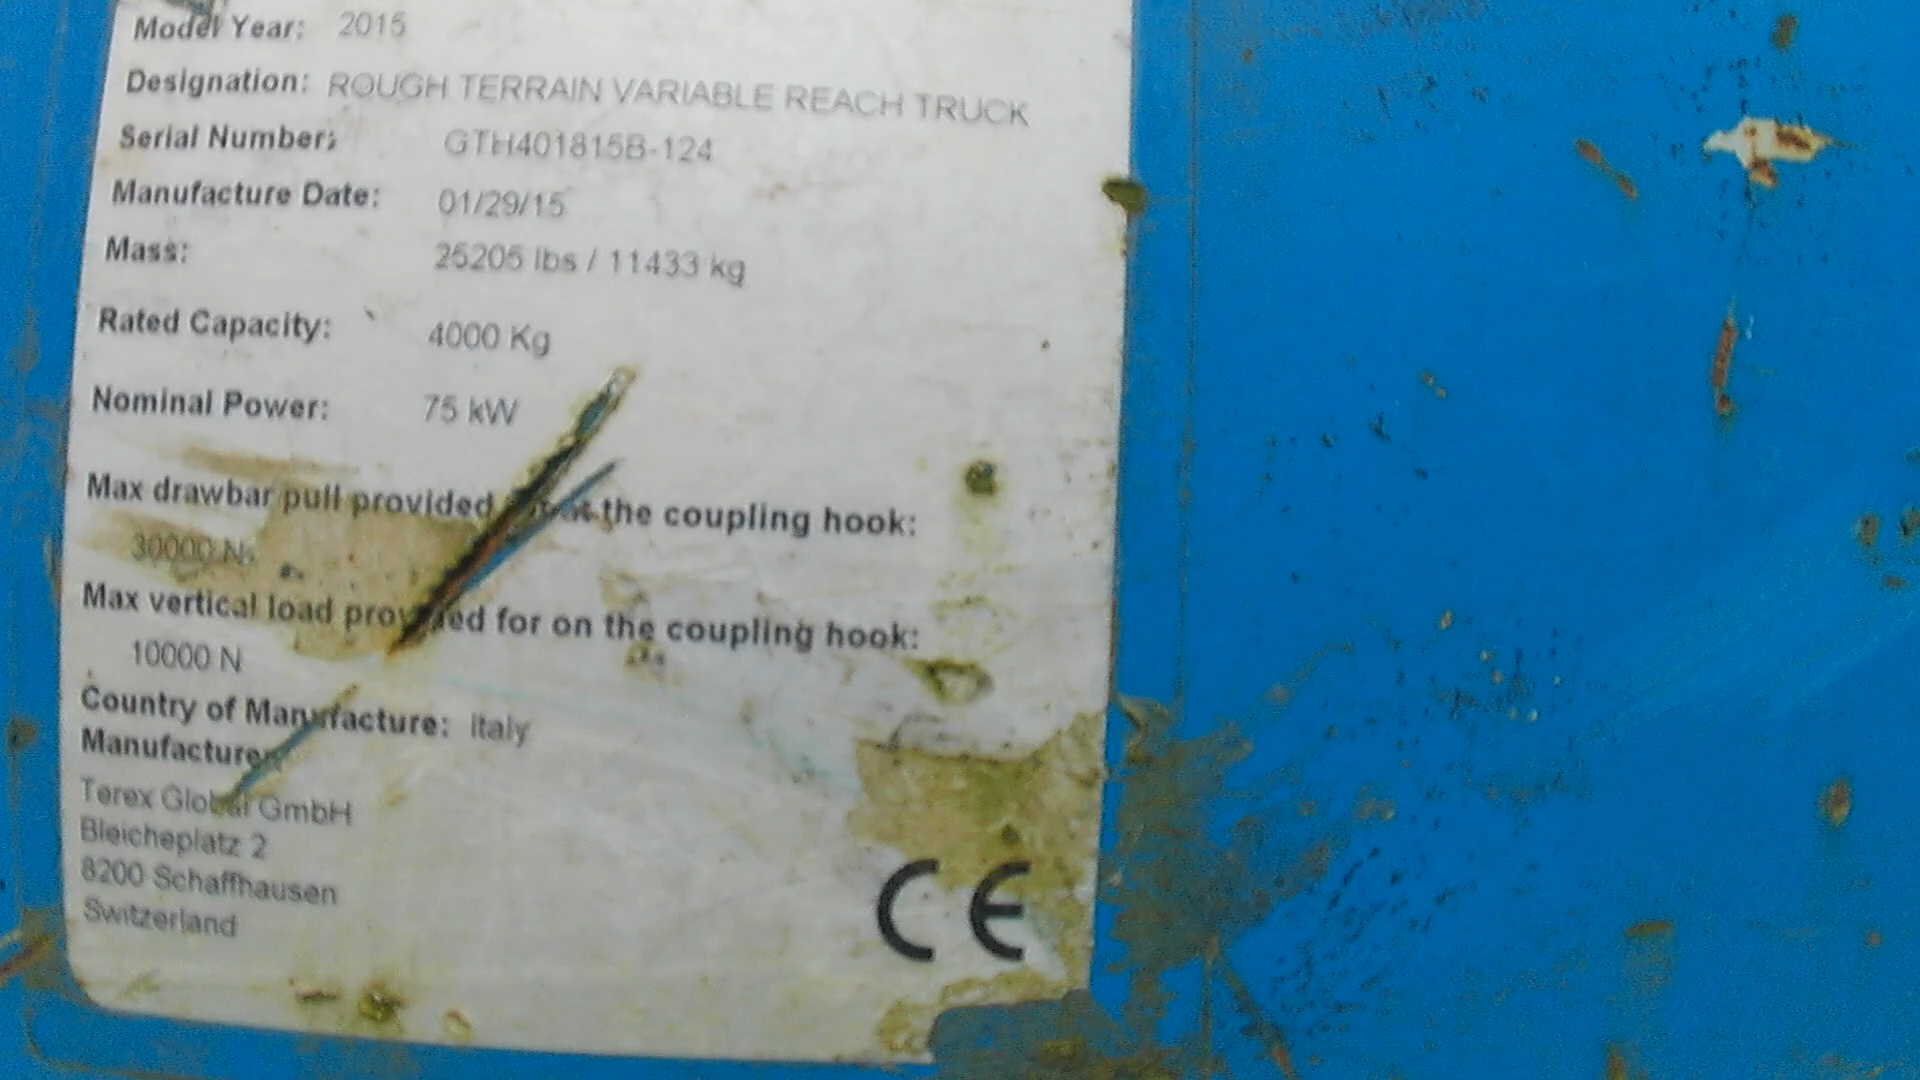 Model Year: 2015
Designation: ROUGH TERRAIN VARIABLE REACH TRUCK
Serial Number: GTH401815B-124
Manufacture Date: 01/29/15
Mass: 25205 lbs / 11433 kg
Rated Capacity: 4000 Kg
Nominal Power: 75 kW
Max drawbar pull provided the coupling hook:
30000 N
Max vertical load provided for on the coupling hook:
10000 N
Country of Manufacture: Italy
Manufacturer
Terex Global GmbH
Bleicheplatz 2
8200 Schaffhausen
Switzerland
CE